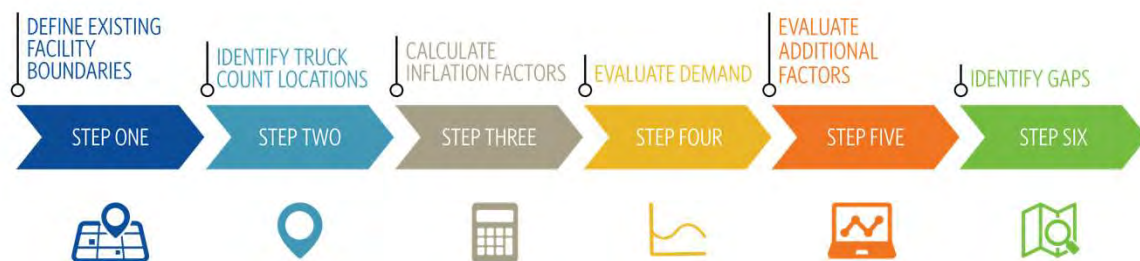 DEFINE EXISTING
FACILITY
BOUNDARIES
IDENTIFY TRUCK
COUNT LOCATIONS
CALCULATE
INFLATION FACTORS
EVALUATE DEMAND
EVALUATE
ADDITIONAL
FACTORS
IDENTIFY GAPS
STEP ONE
STEP TWO
STEP THREE
STEP FOUR
STEP FIVE
STEP SIX